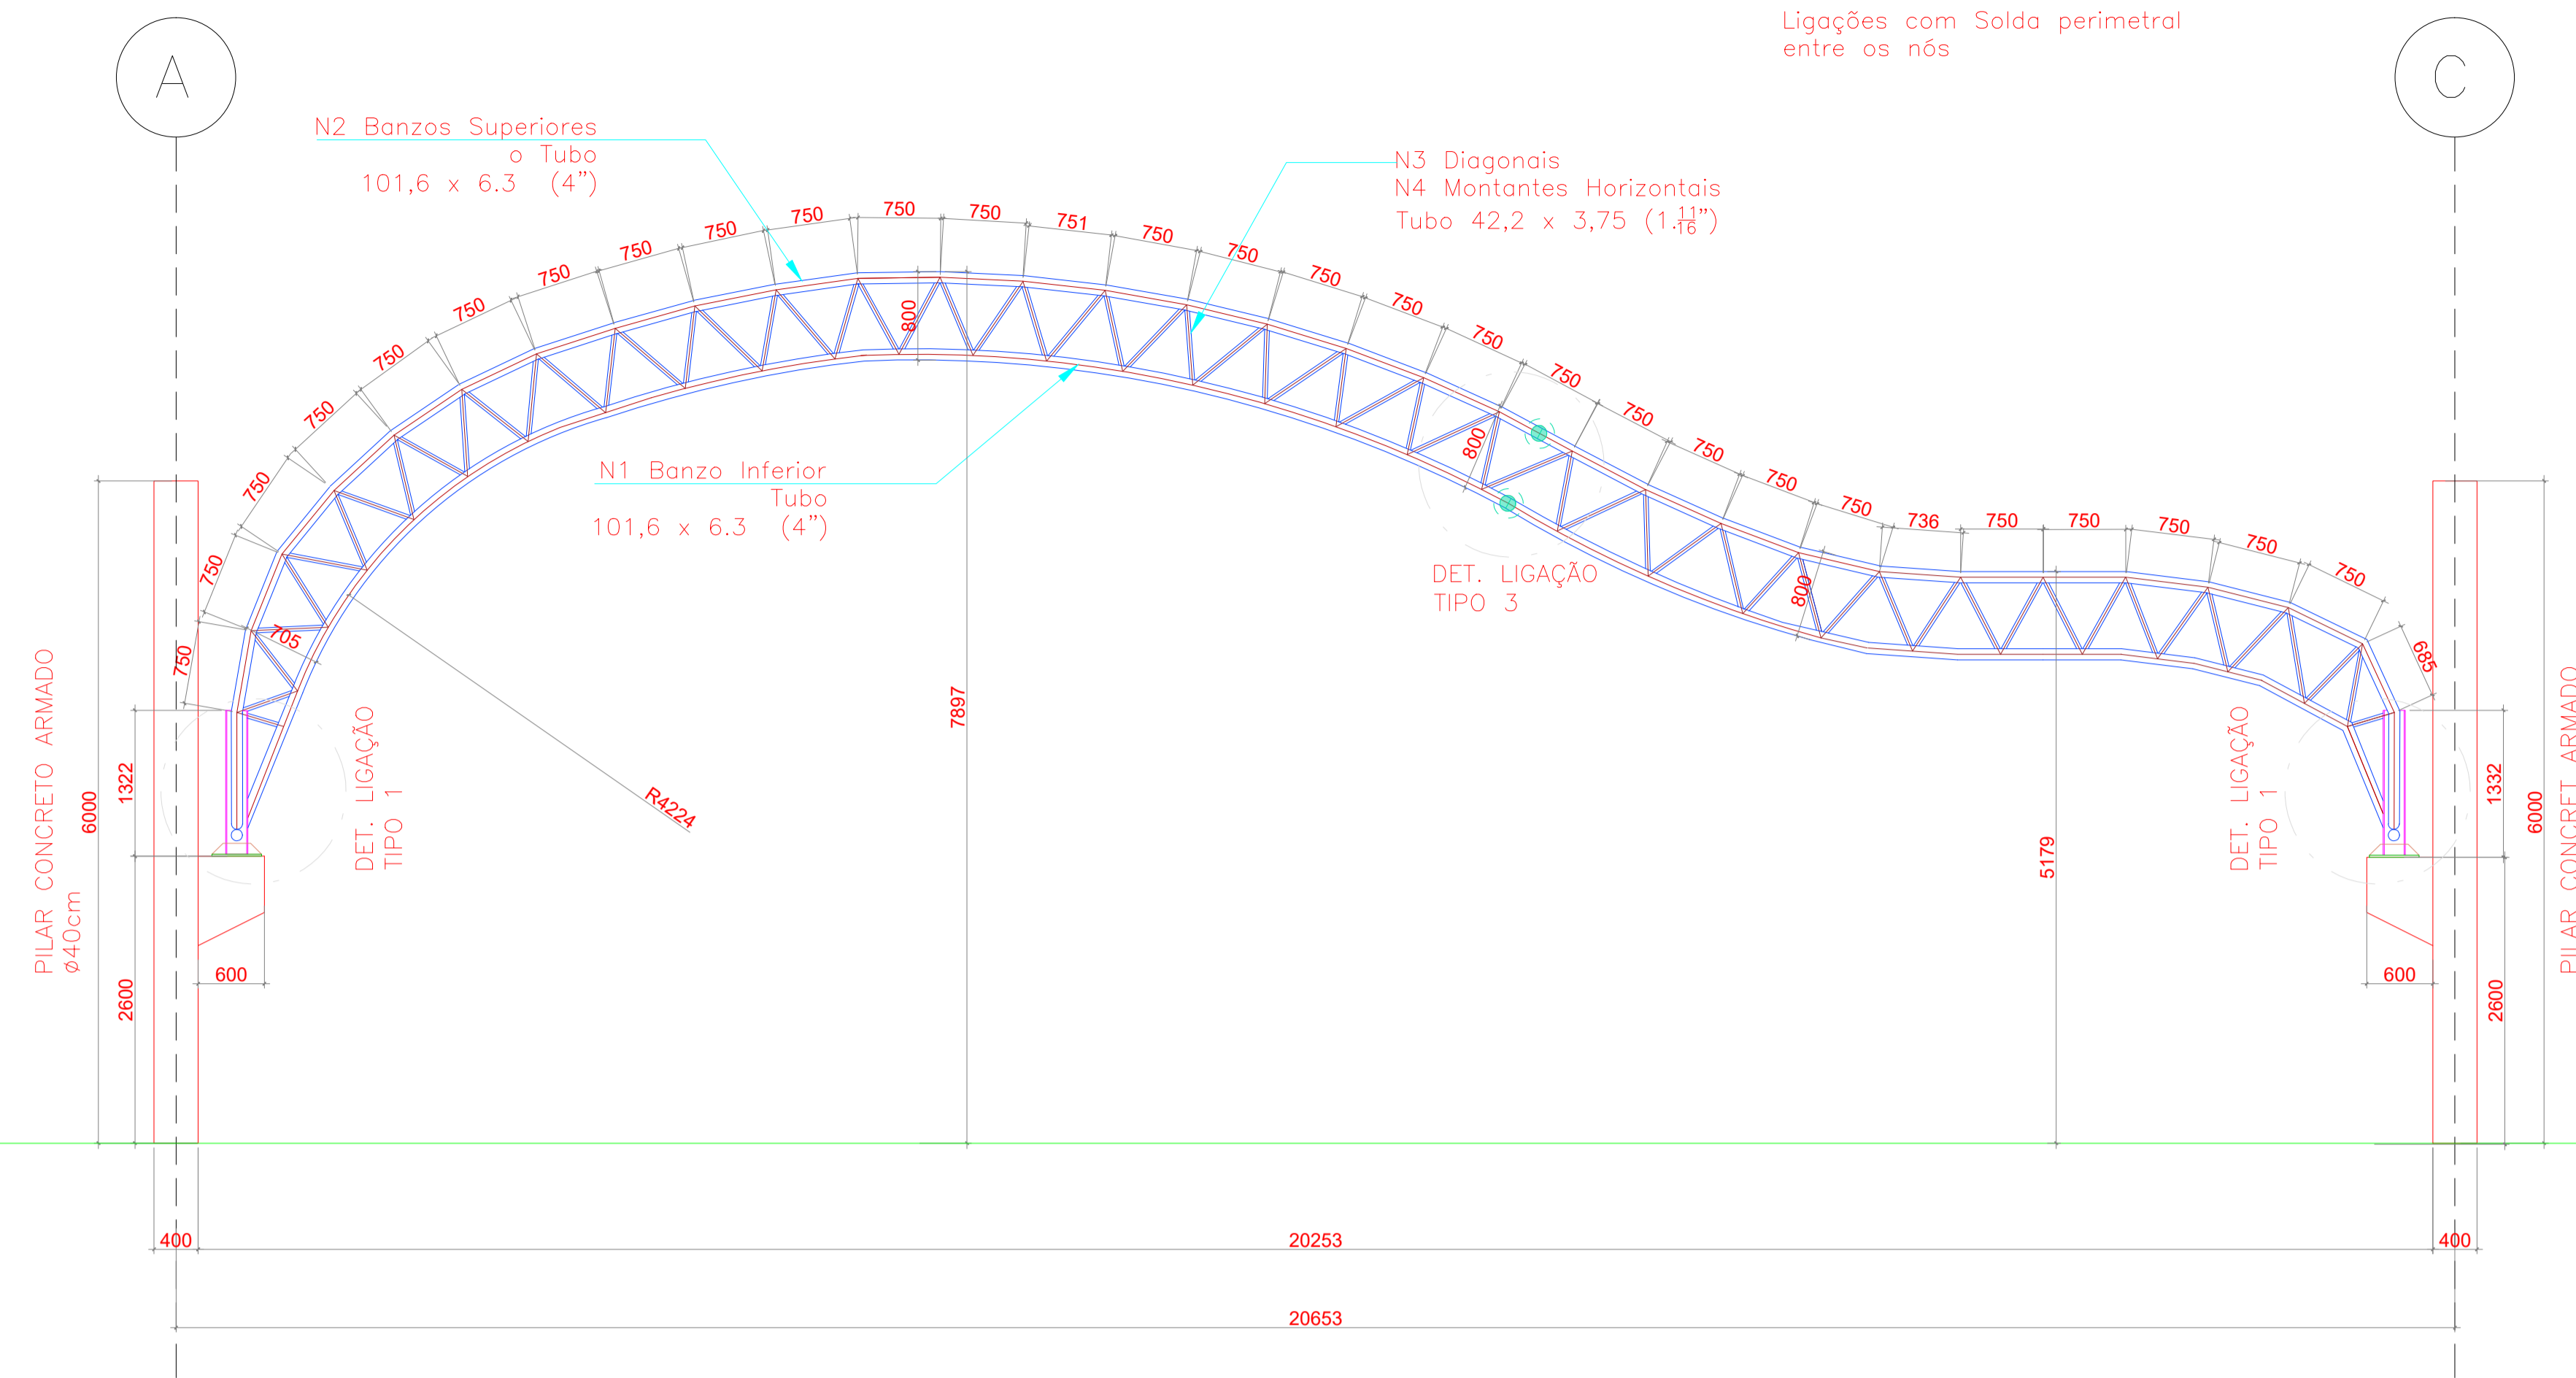 Ligações com Solda perimetral
entre os nós
A
C
N2 Banzos Superiores
o Tubo
101,6 x 6.3 (4")
N3 Diagonais
N4 Montantes Horizontais
Tubo 42,2 x 3,75 (1.11/16")
750
750
750
750
750
750
750
750
750
750
750
750
751
750
750
750
750
750
750
750
750
750
750
736
750
750
750
750
750
685
800
800
800
705
N1 Banzo Inferior
Tubo
101,6 x 6.3 (4")
DET. LIGAÇÃO
TIPO 3
R4224
7897
5179
PILAR CONCRETO ARMADO
ø40cm
6000
1322
2600
600
DET. LIGAÇÃO
TIPO 1
DET. LIGAÇÃO
TIPO 1
1332
6000
2600
600
PILAR CONCRET ARMADO
400
20253
400
20653